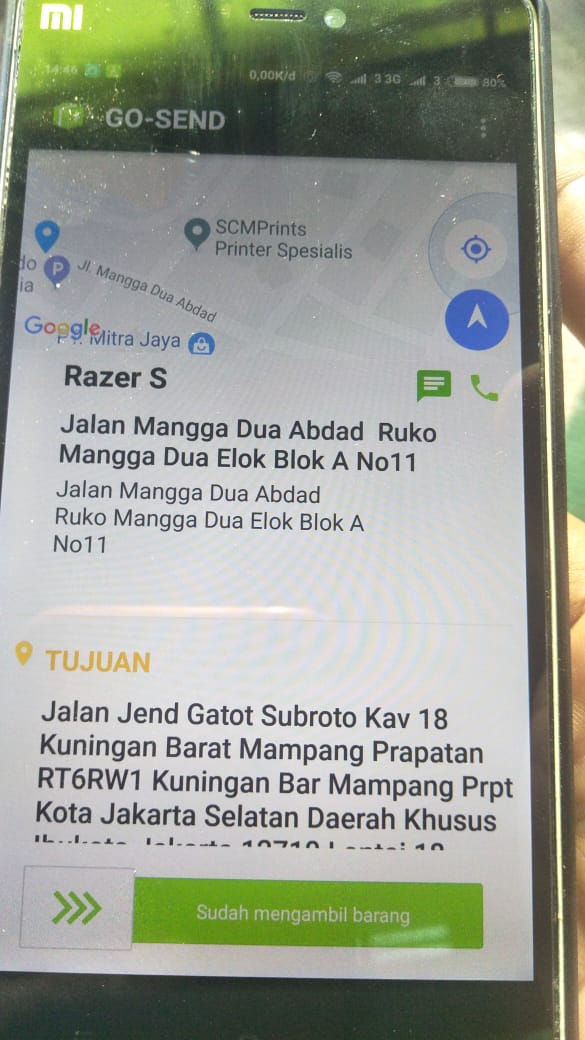 MI
14:46
0,00K/d
3 3G
3
80%
GO-SEND
SCMPrints
Printer Spesialis
do
ia
P
Jl. Mangga Dua Abdad
Google
Mitra Jaya
Razer S
Jalan Mangga Dua Abdad Ruko
Mangga Dua Elok Blok A No11
Jalan Mangga Dua Abdad
Ruko Mangga Dua Elok Blok A
No11
TUJUAN
Jalan Jend Gatot Subroto Kav 18
Kuningan Barat Mampang Prapatan
RT6RW1 Kuningan Bar Mampang Prpt
Kota Jakarta Selatan Daerah Khusus
Sudah mengambil barang